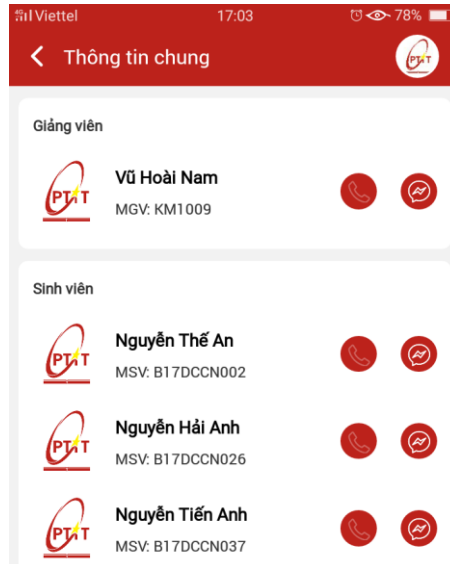 4G Viettel 17:03 78%
Thông tin chung
PTIT
Giảng viên
PTIT
Vũ Hoài Nam
MGV: KM1009
Sinh viên
PTIT
Nguyễn Thế An
MSV: B17DCCN002
PTIT
Nguyễn Hải Anh
MSV: B17DCCN026
PTIT
Nguyễn Tiến Anh
MSV: B17DCCN037